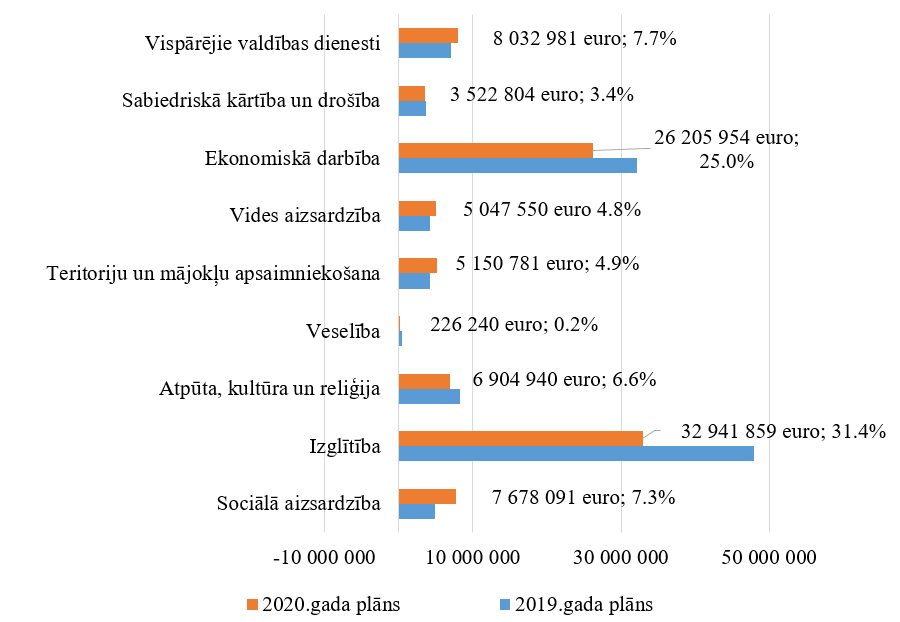 Vispārējie valdības dienesti
8 032 981 euro; 7.7%
Sabiedriskā kārtība un drošība
3 522 804 euro; 3.4%
Ekonomiskā darbība
26 205 954 euro;
25.0%
Vides aizsardzība
5 047 550 euro 4.8%
Teritoriju un mājokļu apsaimniekošana
5 150 781 euro; 4.9%
Veselība
226 240 euro; 0.2%
Atpūta, kultūra un reliģija
6 904 940 euro; 6.6%
Izglītība
32 941 859 euro; 31.4%
Sociālā aizsardzība
7 678 091 euro; 7.3%
-10 000 000 10 000 000 30 000 000 50 000 000
2020.gada plāns 2019.gada plāns